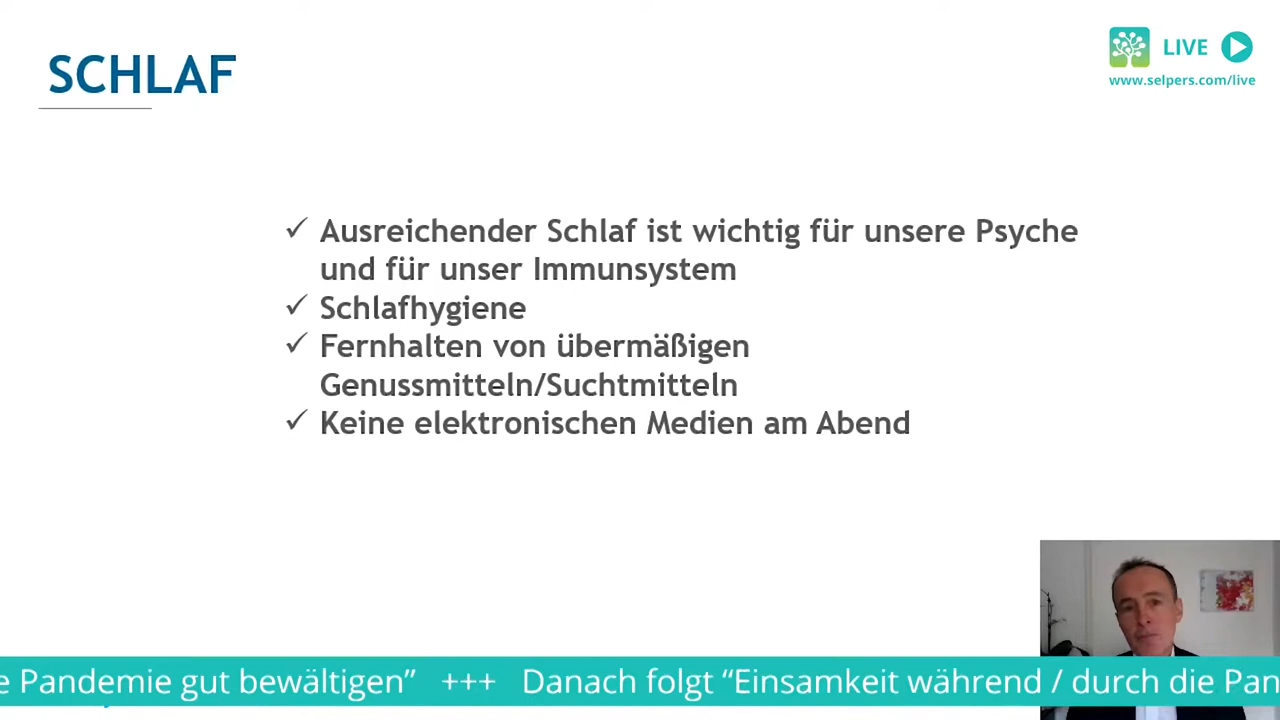 SCHLAF
LIVE
www.selpers.com/live
✓ Ausreichender Schlaf ist wichtig für unsere Psyche
und für unser Immunsystem
✓ Schlafhygiene
✓ Fernhalten von übermäßigen
Genussmitteln/Suchtmitteln
✓ Keine elektronischen Medien am Abend
e Pandemie gut bewältigen” +++ Danach folgt “Einsamkeit während / durch die Pan